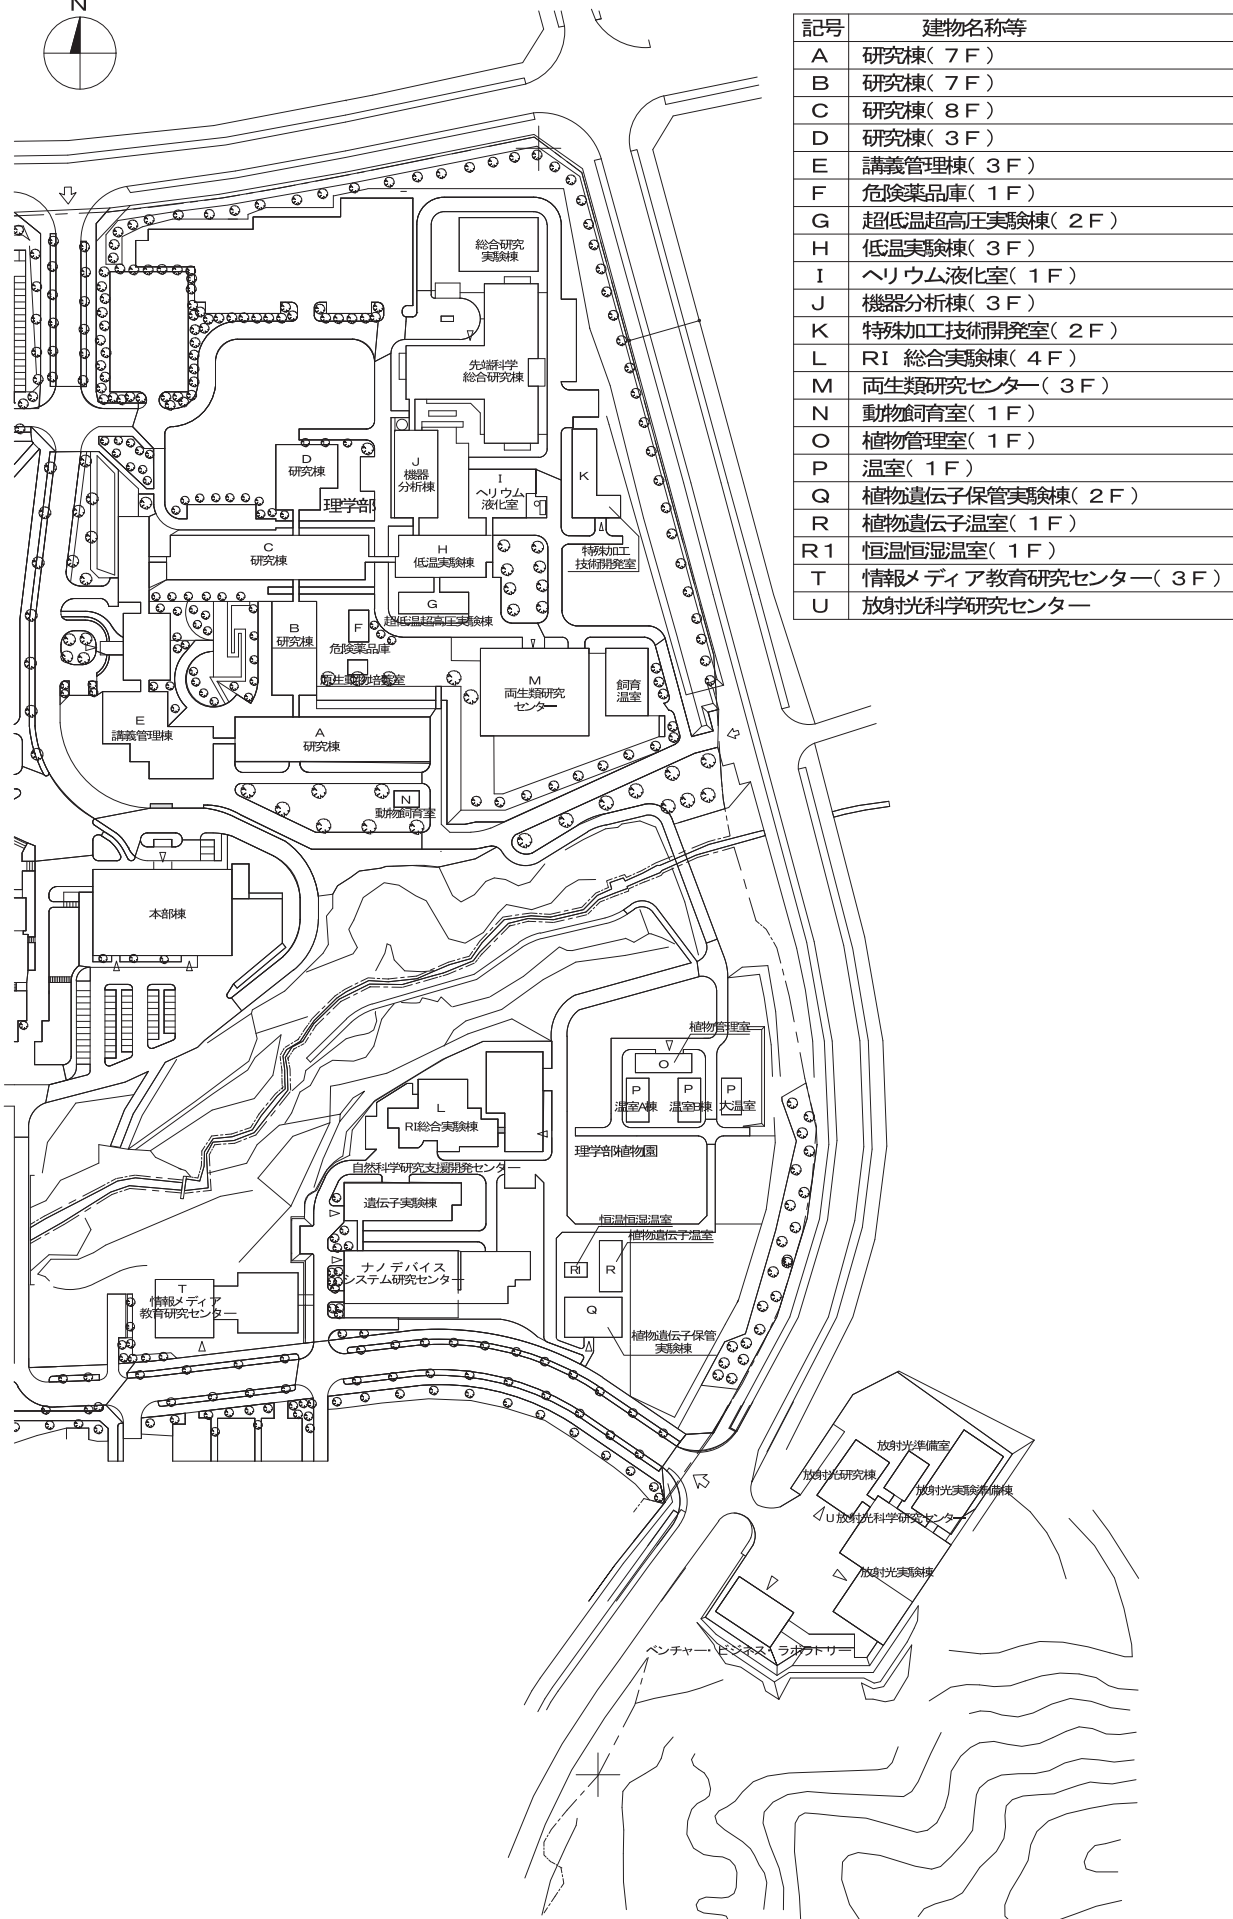 N
記号 建物名称等
A 研究棟(7F)
B 研究棟(7F)
C 研究棟(8F)
D 研究棟(3F)
E 講義管理棟(3F)
F 危険薬品庫(1F)
G 超低温超高圧実験棟(2F)
H 低温実験棟(3F)
I ヘリウム液化室(1F)
J 機器分析棟(3F)
K 特殊加工技術開発室(2F)
L RI 総合実験棟(4F)
M 両生類研究センター(3F)
N 動物飼育室(1F)
O 植物管理室(1F)
P 温室(1F)
Q 植物遺伝子保管実験棟(2F)
R 植物遺伝子温室(1F)
R1 恒温恒湿温室(1F)
T 情報メディア教育研究センター(3F)
U 放射光科学研究センター
総合研究
実験棟
先端科学
総合研究棟
D
研究棟
理学部
J
機器
分析棟
I
ヘリウム
液化室
K
特殊加工
技術開発室
C
研究棟
H
低温実験棟
G
超低温超高圧実験棟
B
研究棟
F
危険薬品庫
M
両生類研究
センター
飼育
温室
E
講義管理棟
A
研究棟
N
動物飼育室
本部棟
植物管理室
O
P
温室A棟
P
温室B棟
P
大温室
理学部植物園
L
RI総合実験棟
自然科学研究支援開発センター
遺伝子実験棟
ナノデバイス
システム研究センター
恒温恒湿温室
植物遺伝子温室
RI
R
Q
植物遺伝子保管
実験棟
T
情報メディア
教育研究センター
放射光準備室
放射光研究棟
放射光実験準備棟
U放射光科学研究センター
放射光実験棟
ベンチャー・ビジネス・ラボラトリー